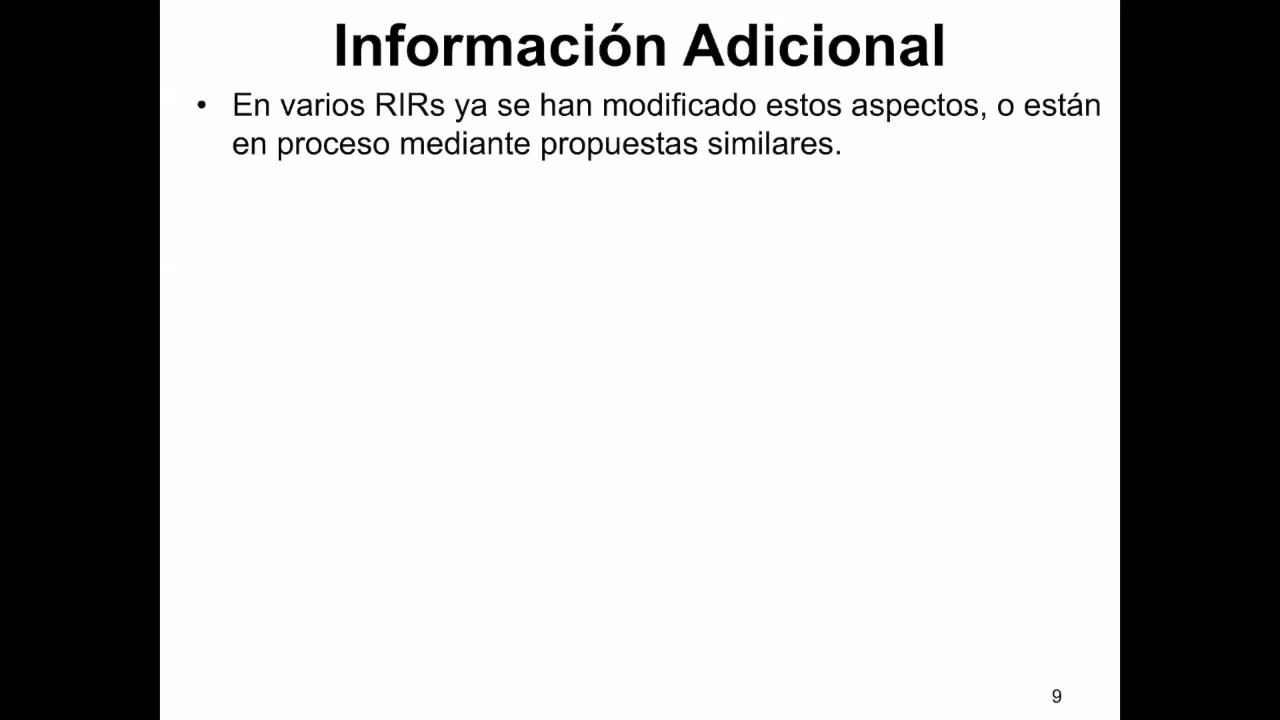 Información Adicional
• En varios RIRs ya se han modificado estos aspectos, o están
en proceso mediante propuestas similares.
9